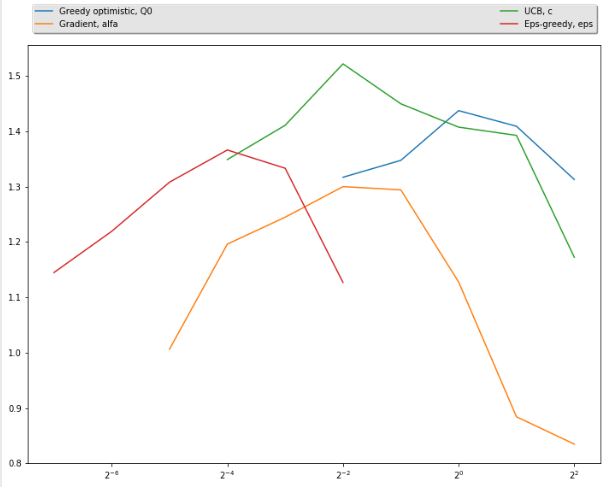 Greedy optimistic, Q0
Gradient, alfa
UCB, c
Eps-greedy, eps
1.5
1.4
1.3
1.2
1.1
1.0
0.9
0.8
2⁻⁶ 2⁻⁴ 2⁻² 2⁰ 2²